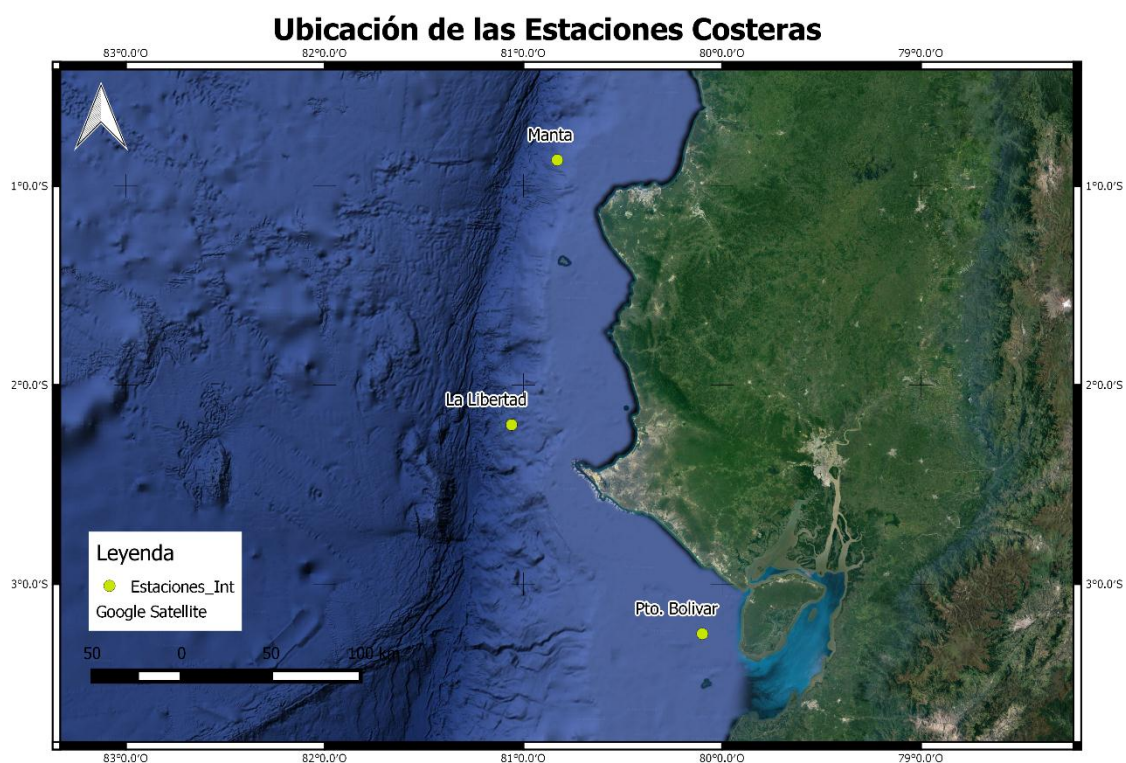 Ubicación de las Estaciones Costeras
83°0.0'O 82°0.0'O 81°0.0'O 80°0.0'O 79°0.0'O
Manta
1°0.0'S 1°0.0'S
2°0.0'S 2°0.0'S
La Libertad
Leyenda
Estaciones_Int
Google Satellite
3°0.0'S 3°0.0'S
Pto. Bolivar
50 0 50 100 km
83°0.0'O 82°0.0'O 81°0.0'O 80°0.0'O 79°0.0'O